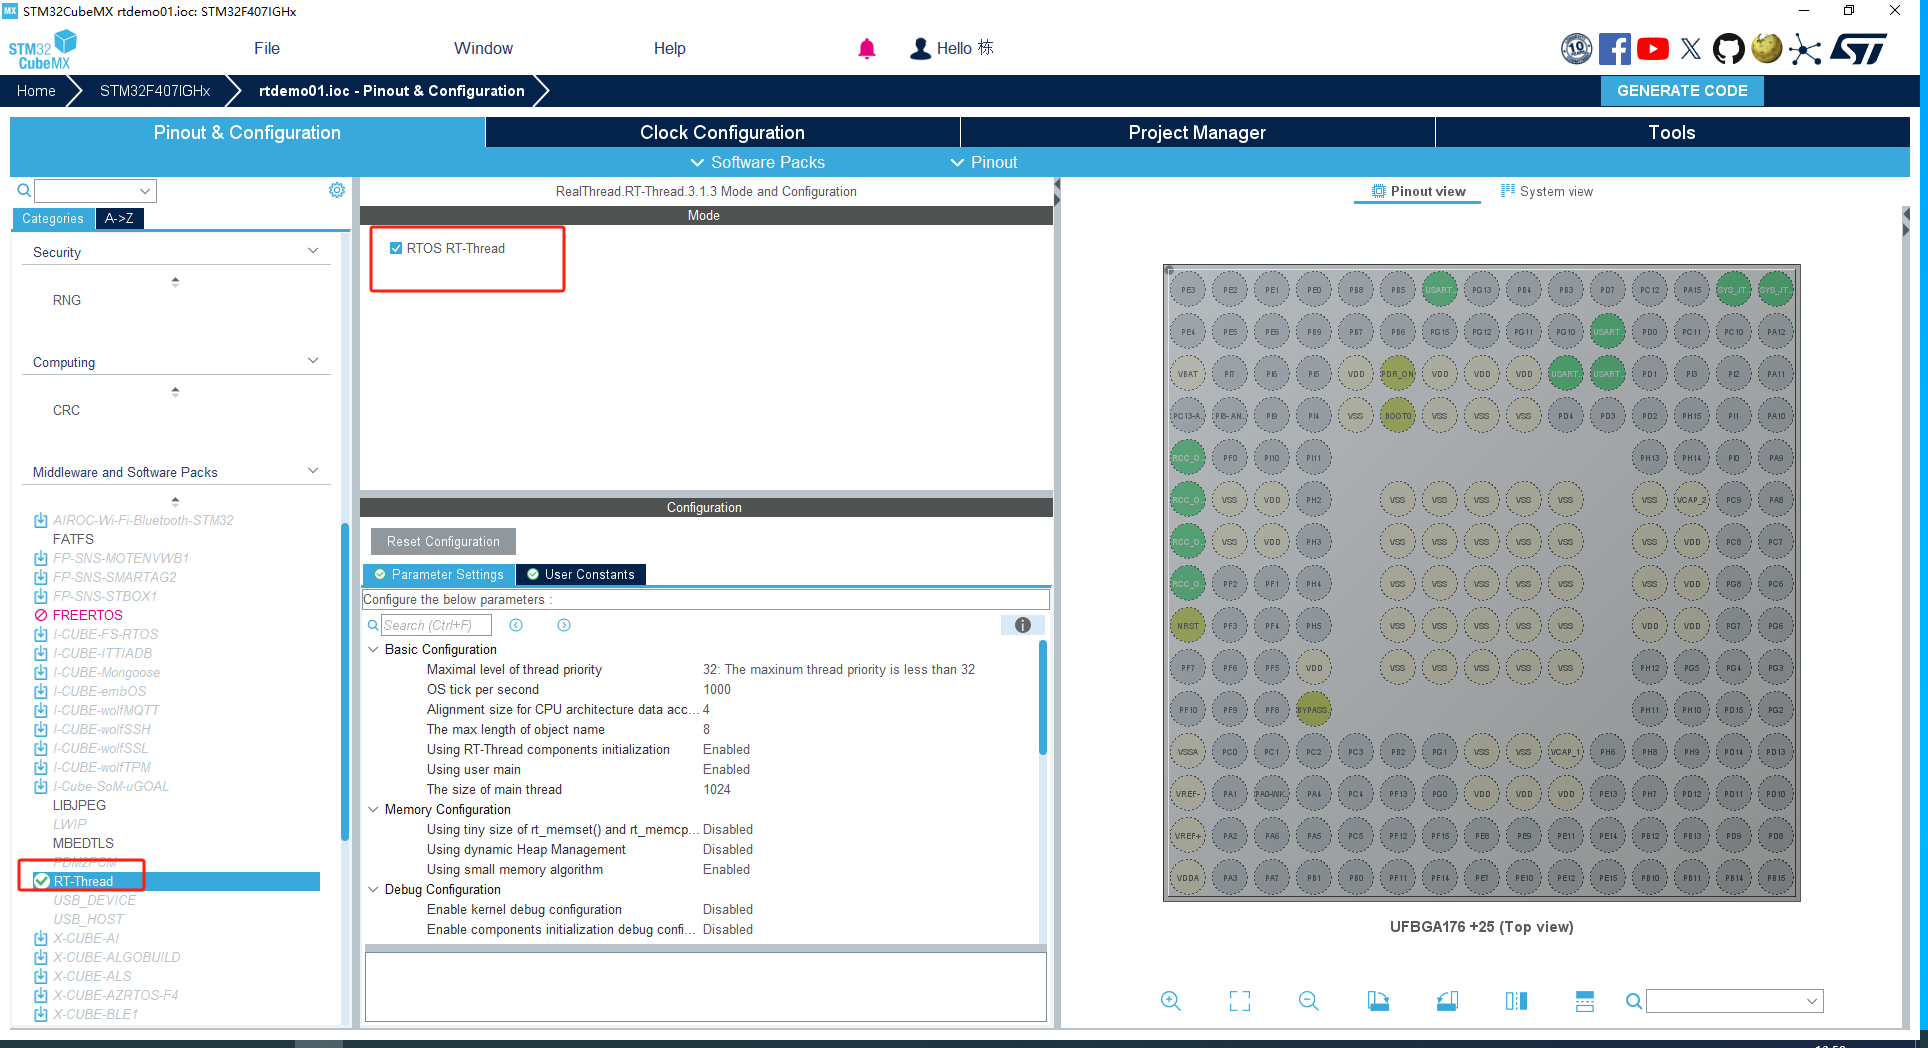 STM32CubeMX rtdemo01.ioc: STM32F407IGHx
STM32 CubeMX
File
Window
Help
10
Hello 栋
Home
STM32F407IGHx
rtdemo01.ioc - Pinout & Configuration
GENERATE CODE
Pinout & Configuration
Clock Configuration
Project Manager
Tools
Software Packs
Pinout
Categories
A->Z
Security
RNG
Computing
CRC
Middleware and Software Packs
AIROC-Wi-Fi-Bluetooth-STM32
FATFS
FP-SNS-MOTENVWB1
FP-SNS-SMARTAG2
FP-SNS-STBOX1
FREERTOS
I-CUBE-FS-RTOS
I-CUBE-ITTIADB
I-CUBE-Mongoose
I-CUBE-embOS
I-CUBE-wolfMQTT
I-CUBE-wolfSSH
I-CUBE-wolfSSL
I-CUBE-wolfTPM
I-Cube-SoM-uGOAL
LIBJPEG
LWIP
MBEDTLS
PDM2PCM
RT-Thread
USB_DEVICE
USB_HOST
X-CUBE-AI
X-CUBE-ALGOBUILD
X-CUBE-ALS
X-CUBE-AZRTOS-F4
X-CUBE-BLE1
RealThread.RT-Thread.3.1.3 Mode and Configuration
Mode
RTOS RT-Thread
Configuration
Reset Configuration
Parameter Settings
User Constants
Configure the below parameters :
Search (Ctrl+F)
Basic Configuration
Maximal level of thread priority 32: The maxinum thread priority is less than 32
OS tick per second 1000
Alignment size for CPU architecture data acc... 4
The max length of object name 8
Using RT-Thread components initialization Enabled
Using user main Enabled
The size of main thread 1024
Memory Configuration
Using tiny size of rt_memset() and rt_memcp... Disabled
Using dynamic Heap Management Disabled
Using small memory algorithm Enabled
Debug Configuration
Enable kernel debug configuration Disabled
Enable components initialization debug confi... Disabled
Pinout view
System view
PE3 PE2 PE1 PE0 PB8 PB5 USART... PG13 PB4 PB3 PD7 PC12 PA15 SYS_JT... SYS_JT...
PE4 PE5 PE6 PB9 PB7 PB6 PG15 PG12 PG11 PG10 USART... PD0 PC11 PC10 PA12
VBAT PI7 PI6 PI5 VDD PDR_ON VDD VDD VDD USART... USART... PD1 PI3 PI2 PA11
PC13-A... PI8-AN... PI9 PI4 VSS BOOT0 VSS VSS VSS PD4 PD3 PD2 PH15 PI1 PA10
RCC_O... PF0 PI10 PI11 PH13 PH14 PI0 PA9
RCC_O... VSS VDD PH2 VSS VSS VSS VSS VSS VSS VCAP_2 PC9 PA8
RCC_O... VSS VDD PH3 VSS VSS VSS VSS VSS VSS VDD PC8 PC7
RCC_O... PF2 PF1 PH4 VSS VSS VSS VSS VSS VSS VDD PG8 PC6
NRST PF3 PF4 PH5 VSS VSS VSS VSS VSS VDD VDD PG7 PG6
PF7 PF6 PF5 VDD VSS VSS VSS VSS VSS PH12 PG5 PG4 PG3
PF10 PF9 PF8 BYPASS... PH11 PH10 PD15 PG2
VSSA PC0 PC1 PC2 PC3 PB2 PG1 VSS VSS VCAP_1 PH6 PH8 PH9 PD14 PD13
VREF- PA1 PA0-WK... PA4 PC4 PF13 PG0 VDD VDD VDD PE13 PH7 PD12 PD11 PD10
VREF+ PA2 PA6 PA5 PC5 PF12 PF15 PE8 PE9 PE11 PE14 PB12 PB13 PD9 PD8
VDDA PA3 PA7 PB1 PB0 PF11 PF14 PE7 PE10 PE12 PE15 PB10 PB11 PB14 PB15
UFBGA176 +25 (Top view)